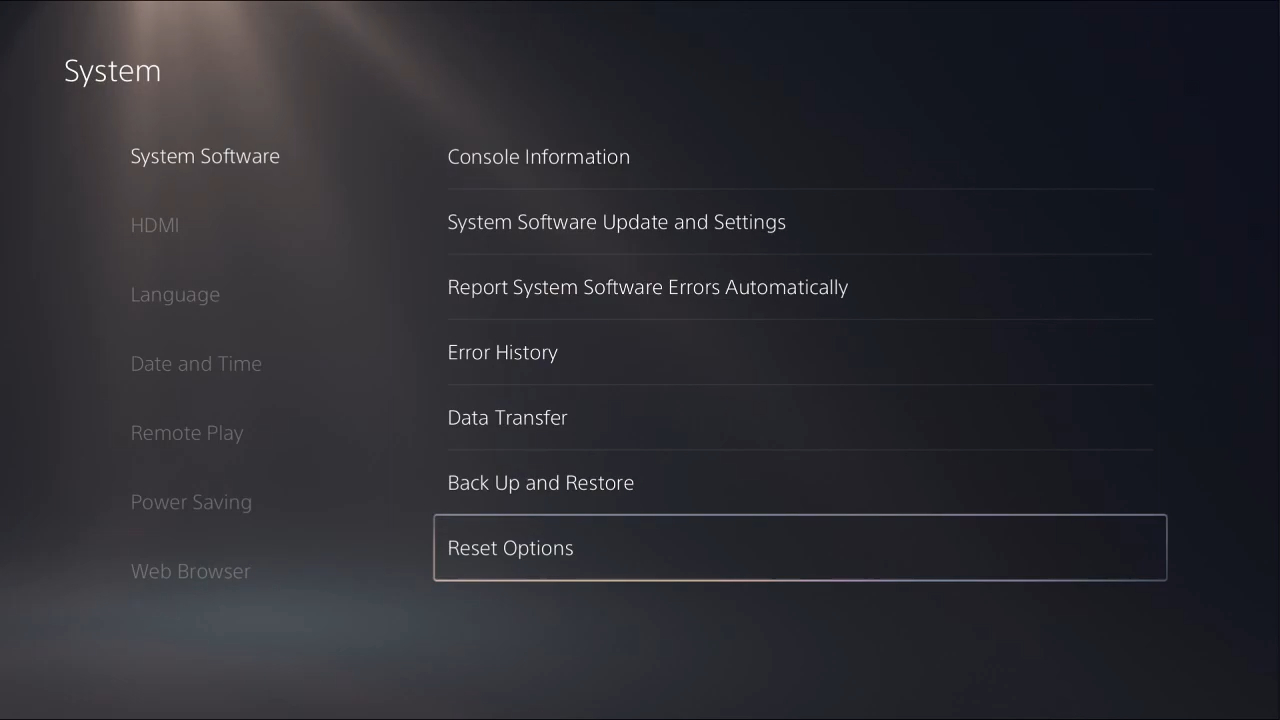 System
System Software
HDMI
Language
Date and Time
Remote Play
Power Saving
Web Browser
Console Information
System Software Update and Settings
Report System Software Errors Automatically
Error History
Data Transfer
Back Up and Restore
Reset Options